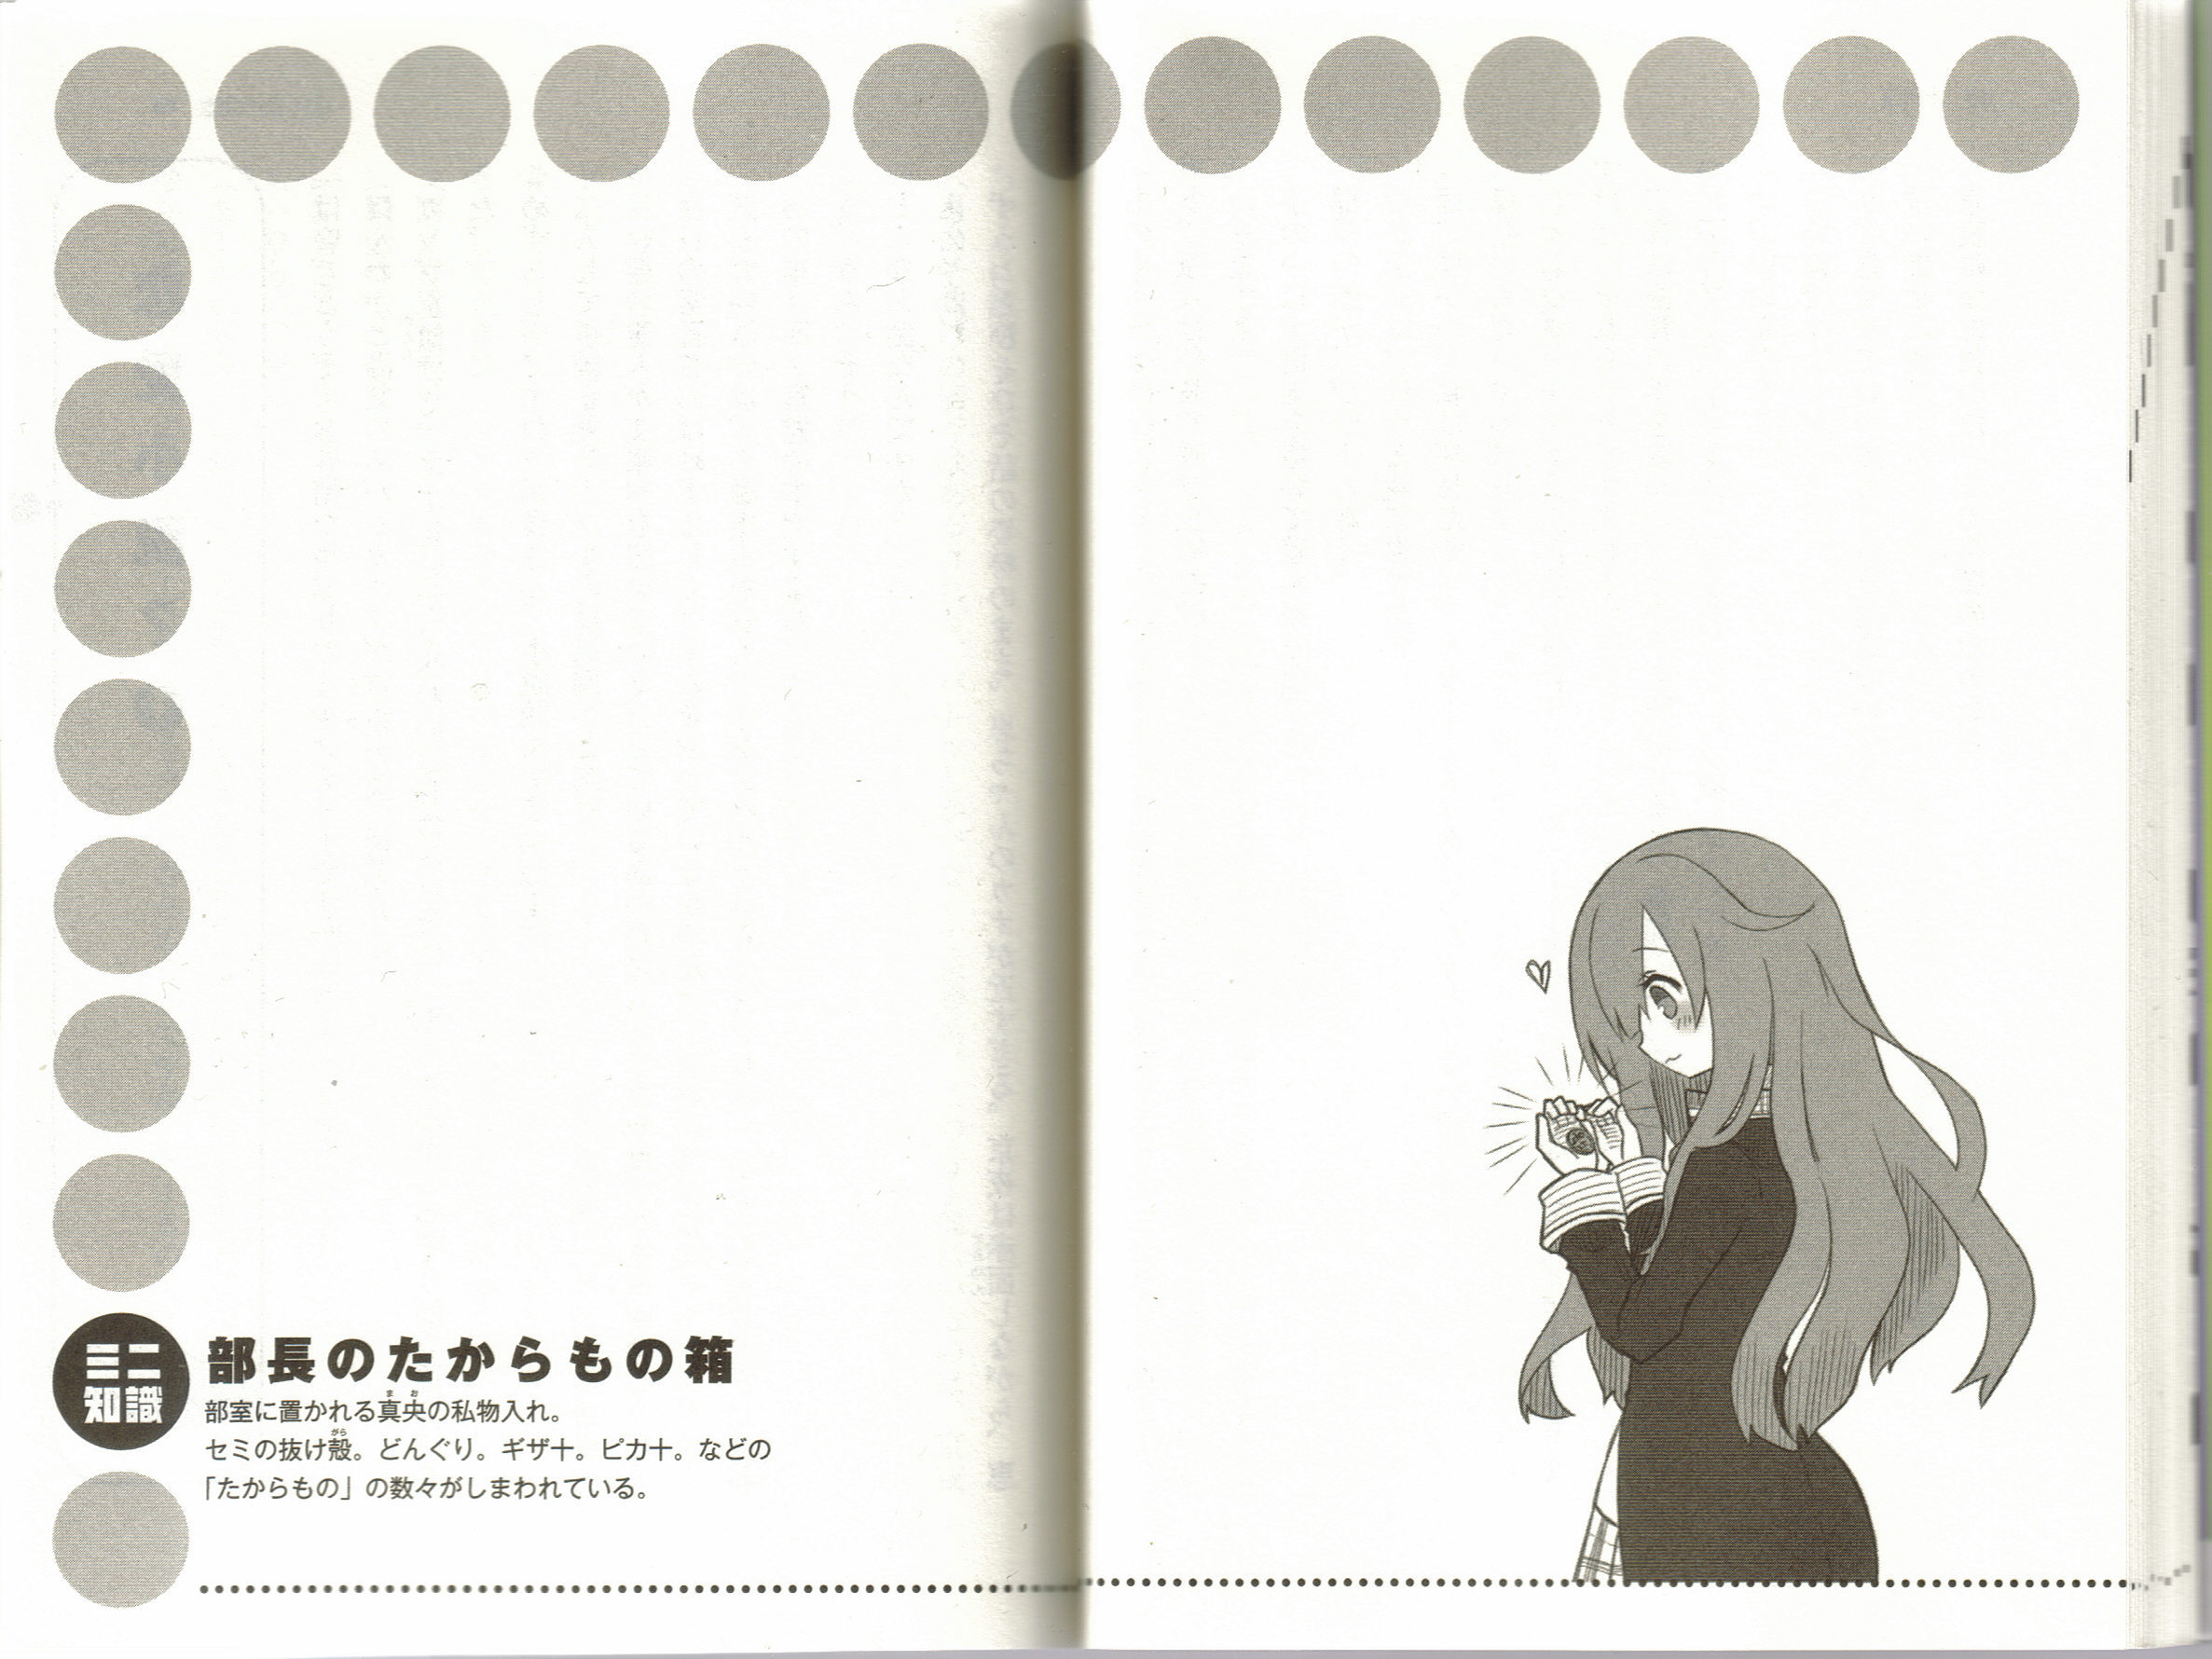 ミニ
知識
部長のたからもの箱
部室に置かれる真央の私物入れ。
セミの抜け殻。どんぐり。ギザ十。ピカ十。などの
「たからもの」の数々がしまわれている。